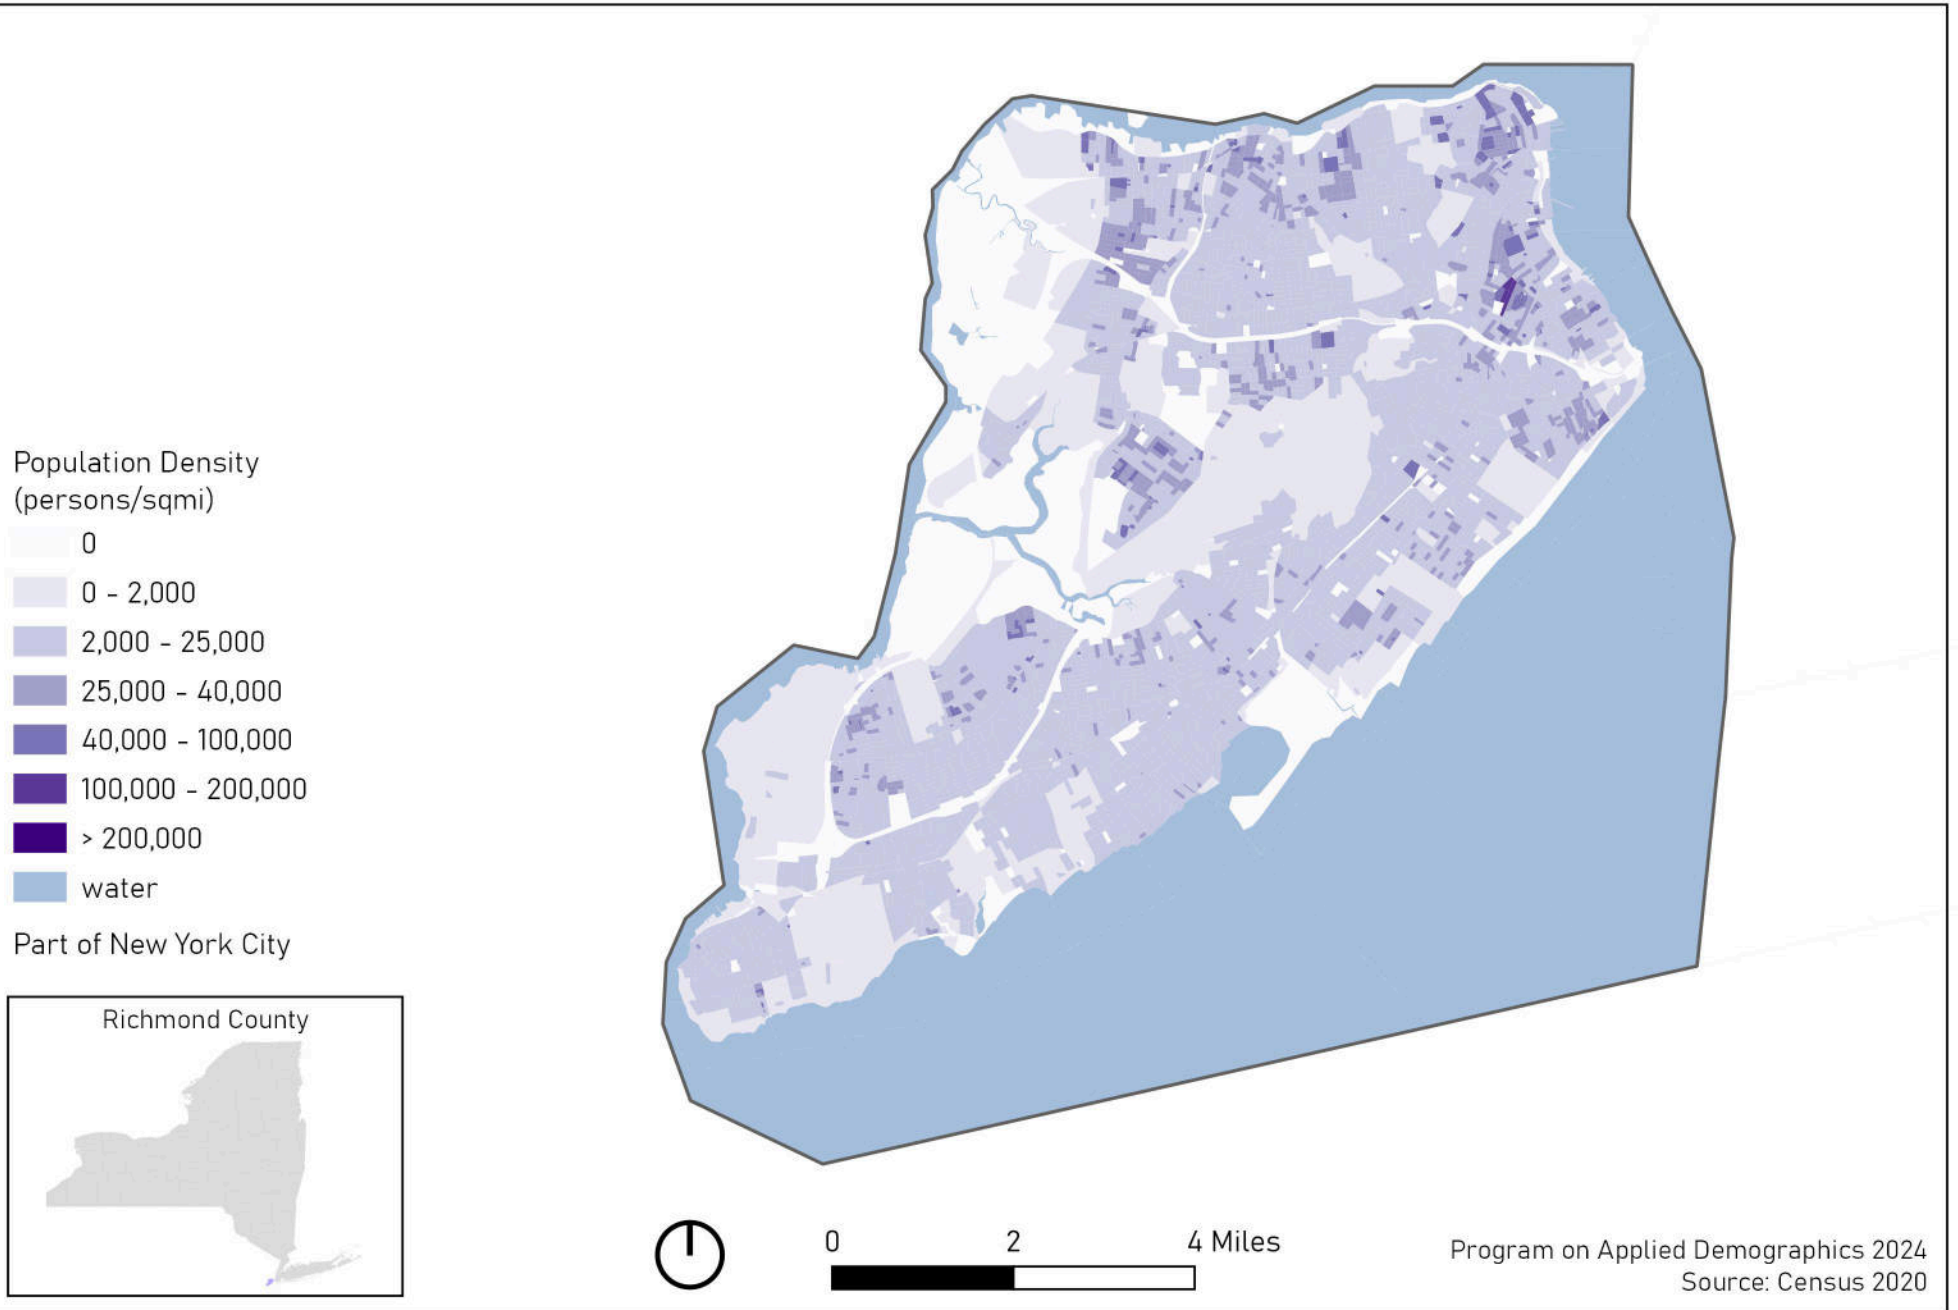 Population Density
(persons/sqmi)
0
0 - 2,000
2,000 - 25,000
25,000 - 40,000
40,000 - 100,000
100,000 - 200,000
> 200,000
water
Part of New York City
Richmond County
0 2 4 Miles
Program on Applied Demographics 2024
Source: Census 2020